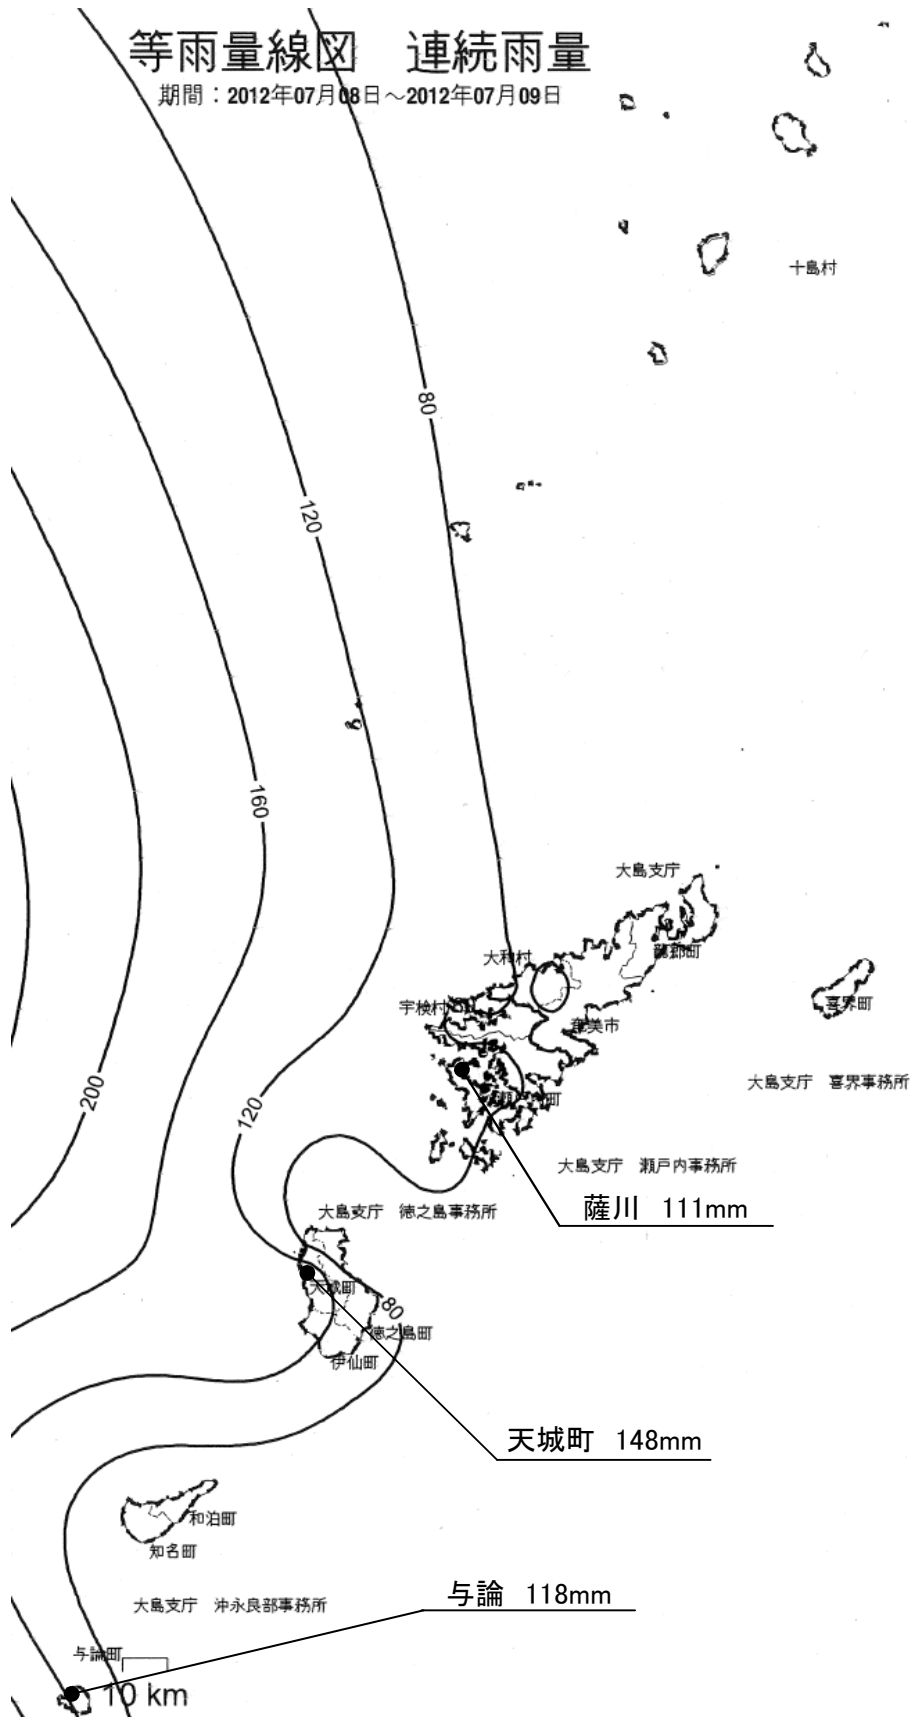 等雨量線図　連続雨量
期間：2012年07月08日～2012年07月09日
十島村
80
120
160
大島支庁
龍郷町
大和村
宇検村
奄美市
喜界町
大島支庁　喜界事務所
瀬戸内町
200
120
大島支庁　瀬戸内事務所
薩川　111mm
大島支庁　徳之島事務所
天城町
80
徳之島町
伊仙町
天城町　148mm
和泊町
知名町
与論　118mm
大島支庁　沖永良部事務所
与論町
10 km